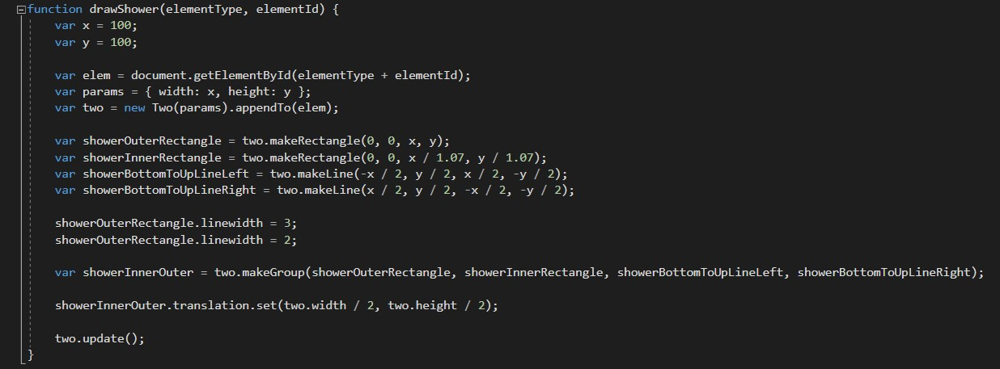 function drawShower(elementType, elementId) {
var x = 100;
var y = 100;
var elem = document.getElementById(elementType + elementId);
var params = { width: x, height: y };
var two = new Two(params).appendTo(elem);
var showerOuterRectangle = two.makeRectangle(0, 0, x, y);
var showerInnerRectangle = two.makeRectangle(0, 0, x / 1.07, y / 1.07);
var showerBottomToUpLineLeft = two.makeLine(-x / 2, y / 2, x / 2, -y / 2);
var showerBottomToUpLineRight = two.makeLine(x / 2, y / 2, -x / 2, -y / 2);
showerOuterRectangle.linewidth = 3;
showerOuterRectangle.linewidth = 2;
var showerInnerOuter = two.makeGroup(showerOuterRectangle, showerInnerRectangle, showerBottomToUpLineLeft, showerBottomToUpLineRight);
showerInnerOuter.translation.set(two.width / 2, two.height / 2);
two.update();
}